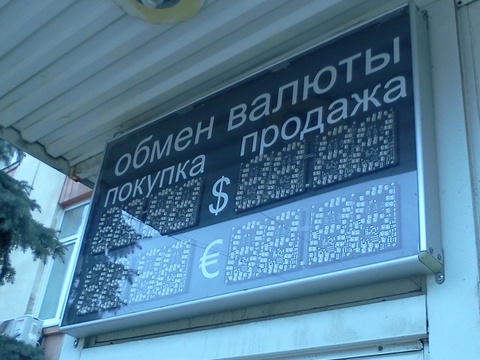 обмен валюты
покупка продажа
$
€